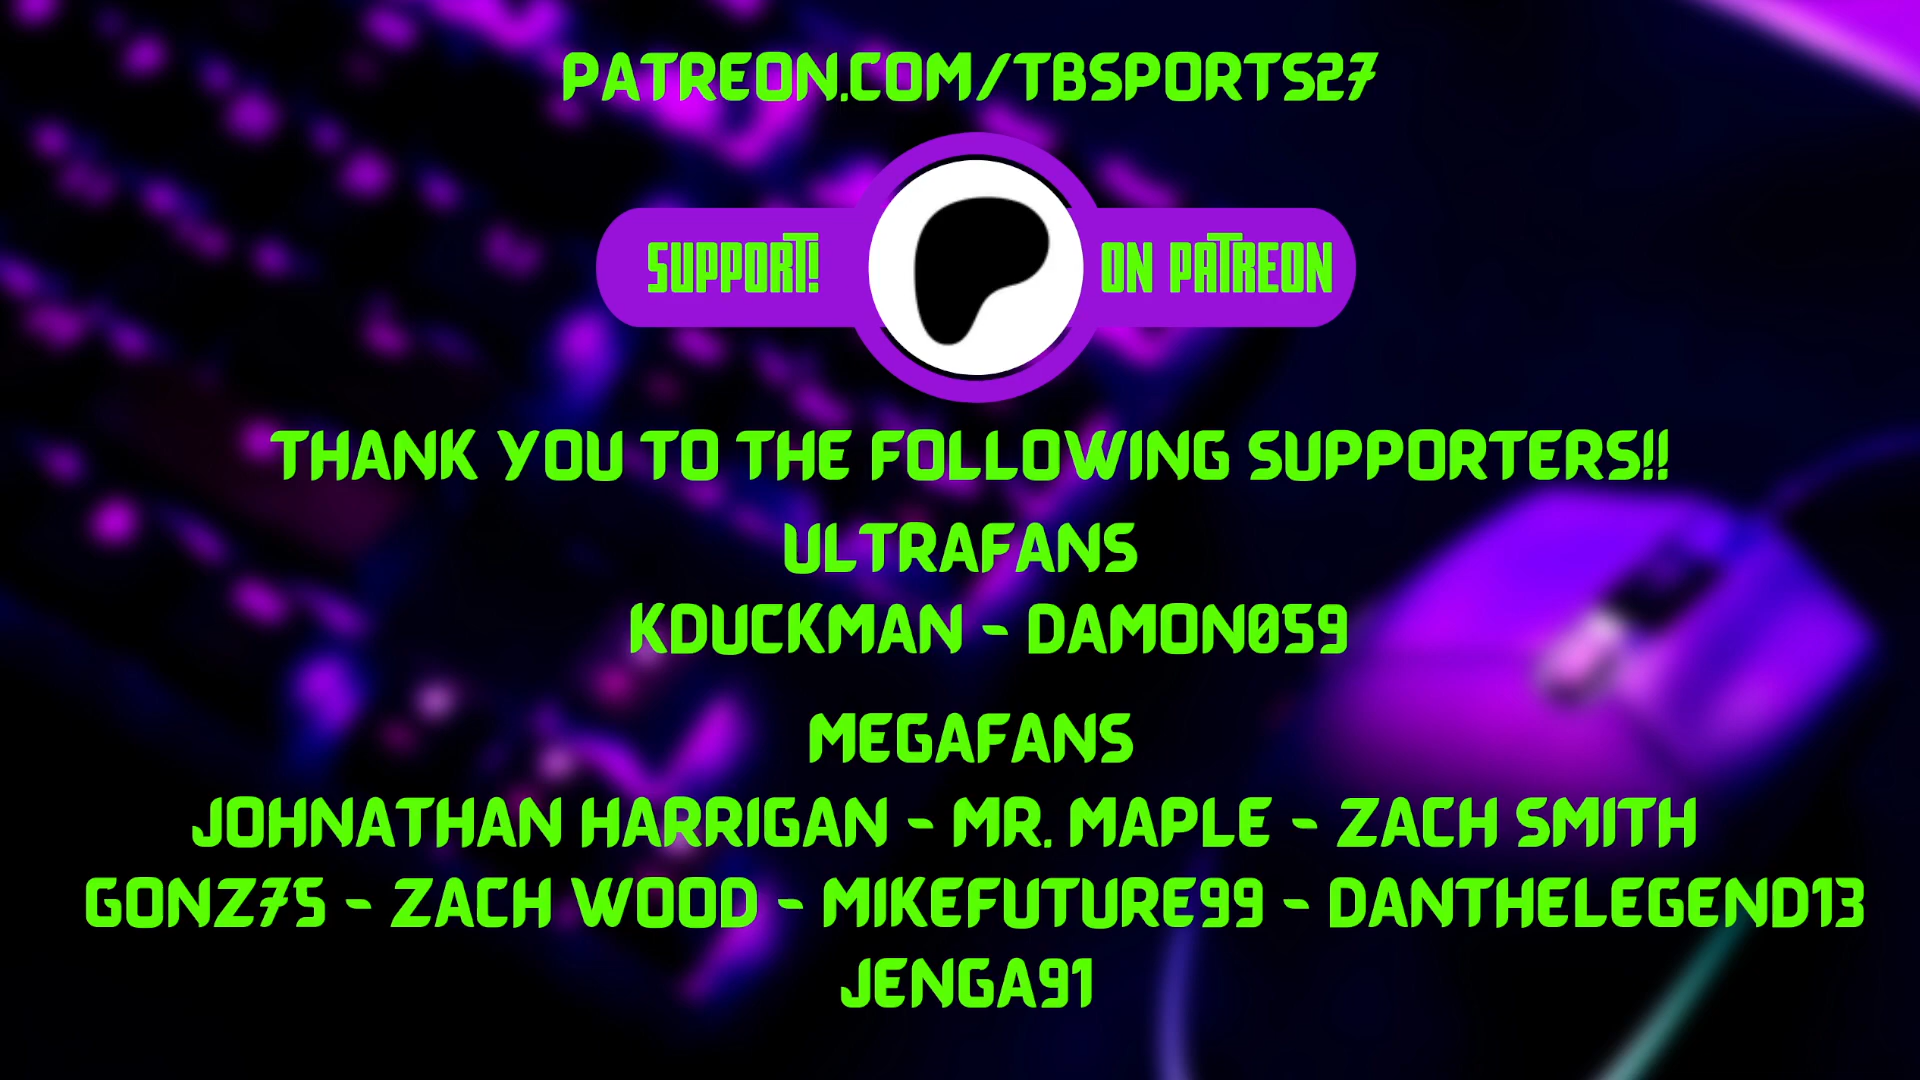 PATREON.COM/TBSPORTS27
SUPPORT! ON PATREON
THANK YOU TO THE FOLLOWING SUPPORTERS!!
ULTRAFANS
KDUCKMAN - DAMON059
MEGAFANS
JOHNATHAN HARRIGAN - MR. MAPLE - ZACH SMITH
GONZ75 - ZACH WOOD - MIKEFUTURE99 - DANTHELEGEND13
JENGA91